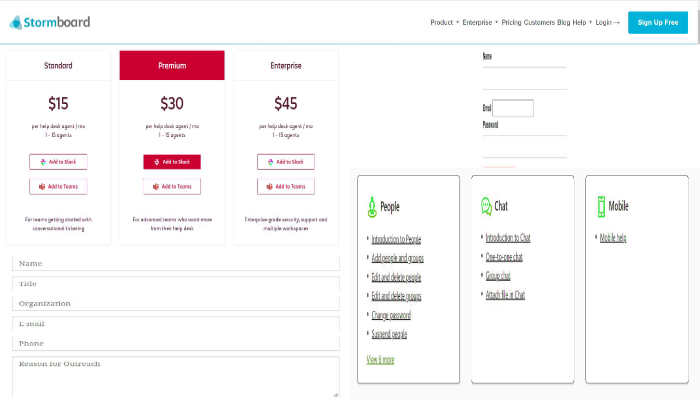 Stormboard
Product Enterprise Pricing Customers Blog Help Login → Sign Up Free
Standard
$15
per help desk agent / mo
1 - 15 agents
Add to Slack
Add to Teams
For teams getting started with
conversational ticketing
Premium
$30
per help desk agent / mo
1 - 15 agents
Add to Slack
Add to Teams
For advanced teams who want more
from their help desk
Enterprise
$45
per help desk agent / mo
1 - 15 agents
Add to Slack
Add to Teams
Enterprise-grade security, support and
multiple workspaces
Name
Email
Password
Name
Title
Organization
E-mail
Phone
Reason for Outreach
People
Introduction to People
Add people and groups
Edit and delete people
Edit and delete groups
Change password
Suspend people
View 6 more
Chat
Introduction to Chat
One-to-one chat
Group chat
Attach file in Chat
Mobile
Mobile help